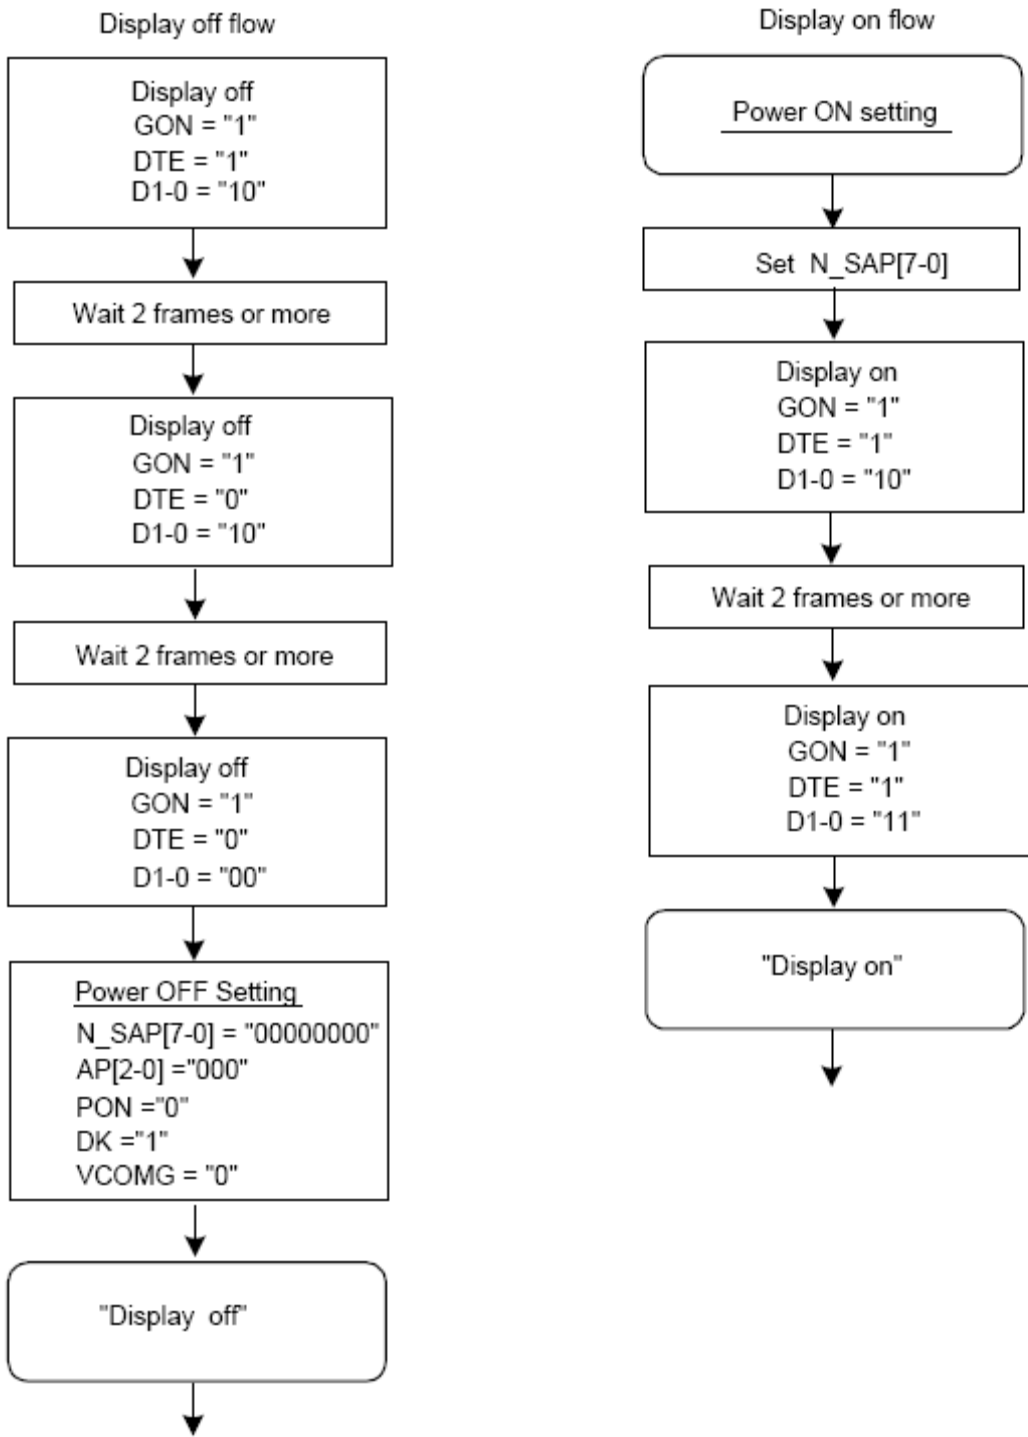 Display off flow
Display off
GON = "1"
DTE = "1"
D1-0 = "10"
Wait 2 frames or more
Display off
GON = "1"
DTE = "0"
D1-0 = "10"
Wait 2 frames or more
Display off
GON = "1"
DTE = "0"
D1-0 = "00"
Power OFF Setting
N_SAP[7-0] = "00000000"
AP[2-0] ="000"
PON ="0"
DK ="1"
VCOMG = "0"
"Display off"
Display on flow
Power ON setting
Set N_SAP[7-0]
Display on
GON = "1"
DTE = "1"
D1-0 = "10"
Wait 2 frames or more
Display on
GON = "1"
DTE = "1"
D1-0 = "11"
"Display on"